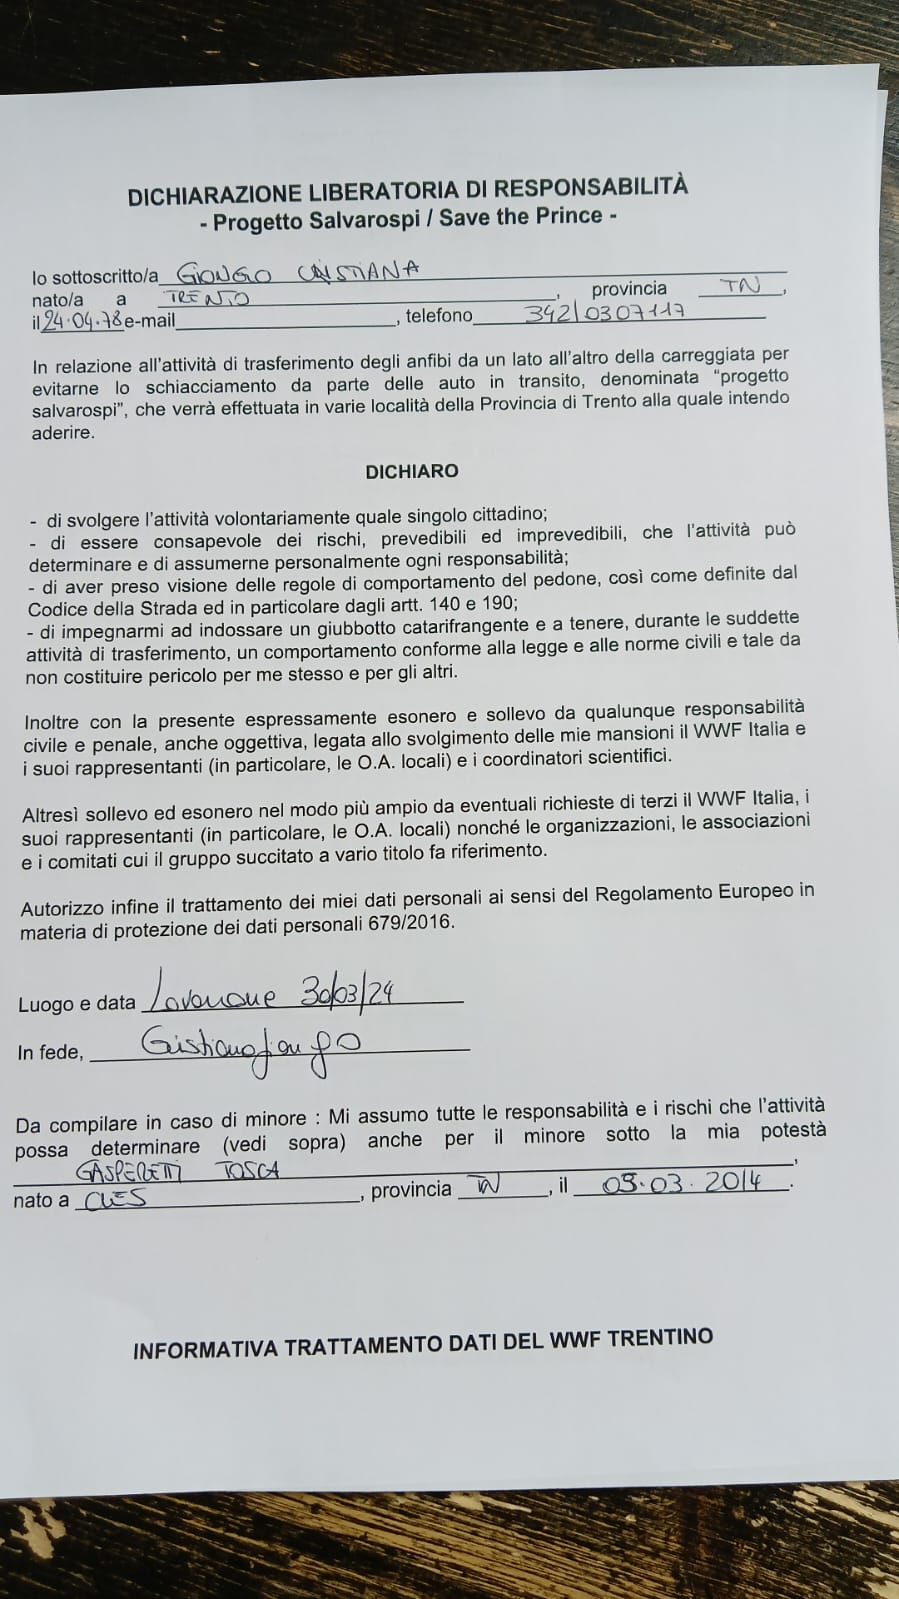 DICHIARAZIONE LIBERATORIA DI RESPONSABILITÀ
- Progetto Salvarospi / Save the Prince -
Io sottoscritto/a GIONGO CRISTIANA
nato/a a TRENTO, provincia TN,
il 24.04.78 e-mail, telefono 342/0307117
In relazione all'attività di trasferimento degli anfibi da un lato all'altro della carreggiata per
evitarne lo schiacciamento da parte delle auto in transito, denominata "progetto
salvarospi", che verrà effettuata in varie località della Provincia di Trento alla quale intendo
aderire.
DICHIARO
- di svolgere l'attività volontariamente quale singolo cittadino;
- di essere consapevole dei rischi, prevedibili ed imprevedibili, che l'attività può
determinare e di assumerne personalmente ogni responsabilità;
- di aver preso visione delle regole di comportamento del pedone, così come definite dal
Codice della Strada ed in particolare dagli artt. 140 e 190;
- di impegnarmi ad indossare un giubbotto catarifrangente e a tenere, durante le suddette
attività di trasferimento, un comportamento conforme alla legge e alle norme civili e tale da
non costituire pericolo per me stesso e per gli altri.
Inoltre con la presente espressamente esonero e sollevo da qualunque responsabilità
civile e penale, anche oggettiva, legata allo svolgimento delle mie mansioni il WWF Italia e
i suoi rappresentanti (in particolare, le O.A. locali) e i coordinatori scientifici.
Altresì sollevo ed esonero nel modo più ampio da eventuali richieste di terzi il WWF Italia, i
suoi rappresentanti (in particolare, le O.A. locali) nonché le organizzazioni, le associazioni
e i comitati cui il gruppo succitato a vario titolo fa riferimento.
Autorizzo infine il trattamento dei miei dati personali ai sensi del Regolamento Europeo in
materia di protezione dei dati personali 679/2016.
Luogo e data 30/03/24
In fede, Cristiana Giongo
Da compilare in caso di minore : Mi assumo tutte le responsabilità e i rischi che l'attività
possa determinare (vedi sopra) anche per il minore sotto la mia potestà
GASPERETTI TOSCA,
nato a CLES, provincia TN, il 03.2014.
INFORMATIVA TRATTAMENTO DATI DEL WWF TRENTINO